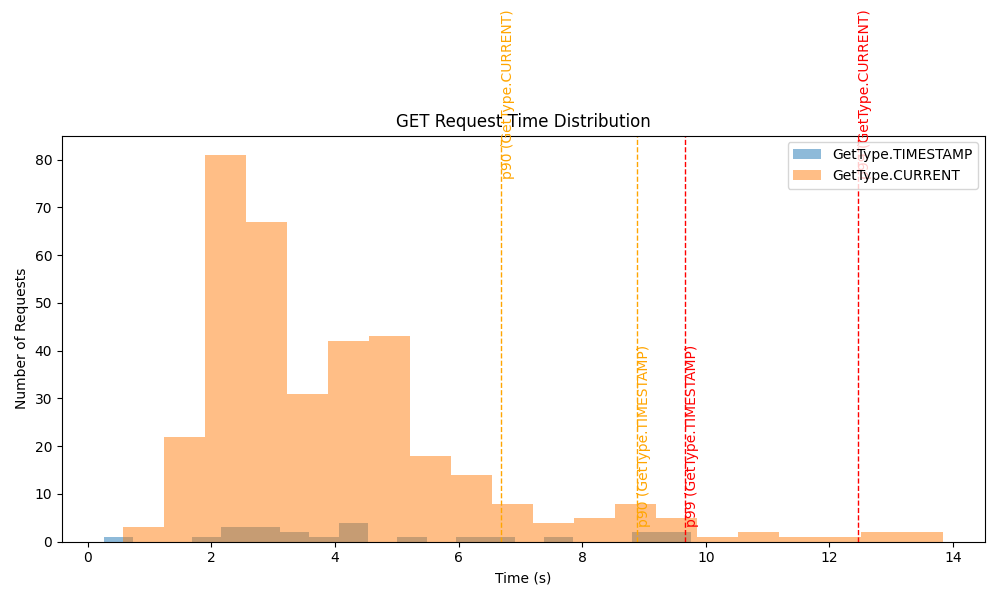 GET Request Time Distribution
p90 (GetType.CURRENT)
p99 (GetType.CURRENT)
GetType.TIMESTAMP
GetType.CURRENT
p90 (GetType.TIMESTAMP)
p99 (GetType.TIMESTAMP)
Number of Requests
80
70
60
50
40
30
20
10
0
0 2 4 6 8 10 12 14
Time (s)